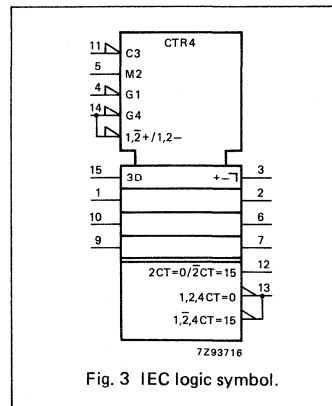 CTR4
11 C3
5 M2
4 G1
14 G4
1,2̅+/1,2−
15 3D +− 3
1 2
10 6
9 7
2CT=0/2̅CT=15 12
1,2,4CT=0 13
1,2̅,4CT=15
7Z93716
Fig. 3 IEC logic symbol.